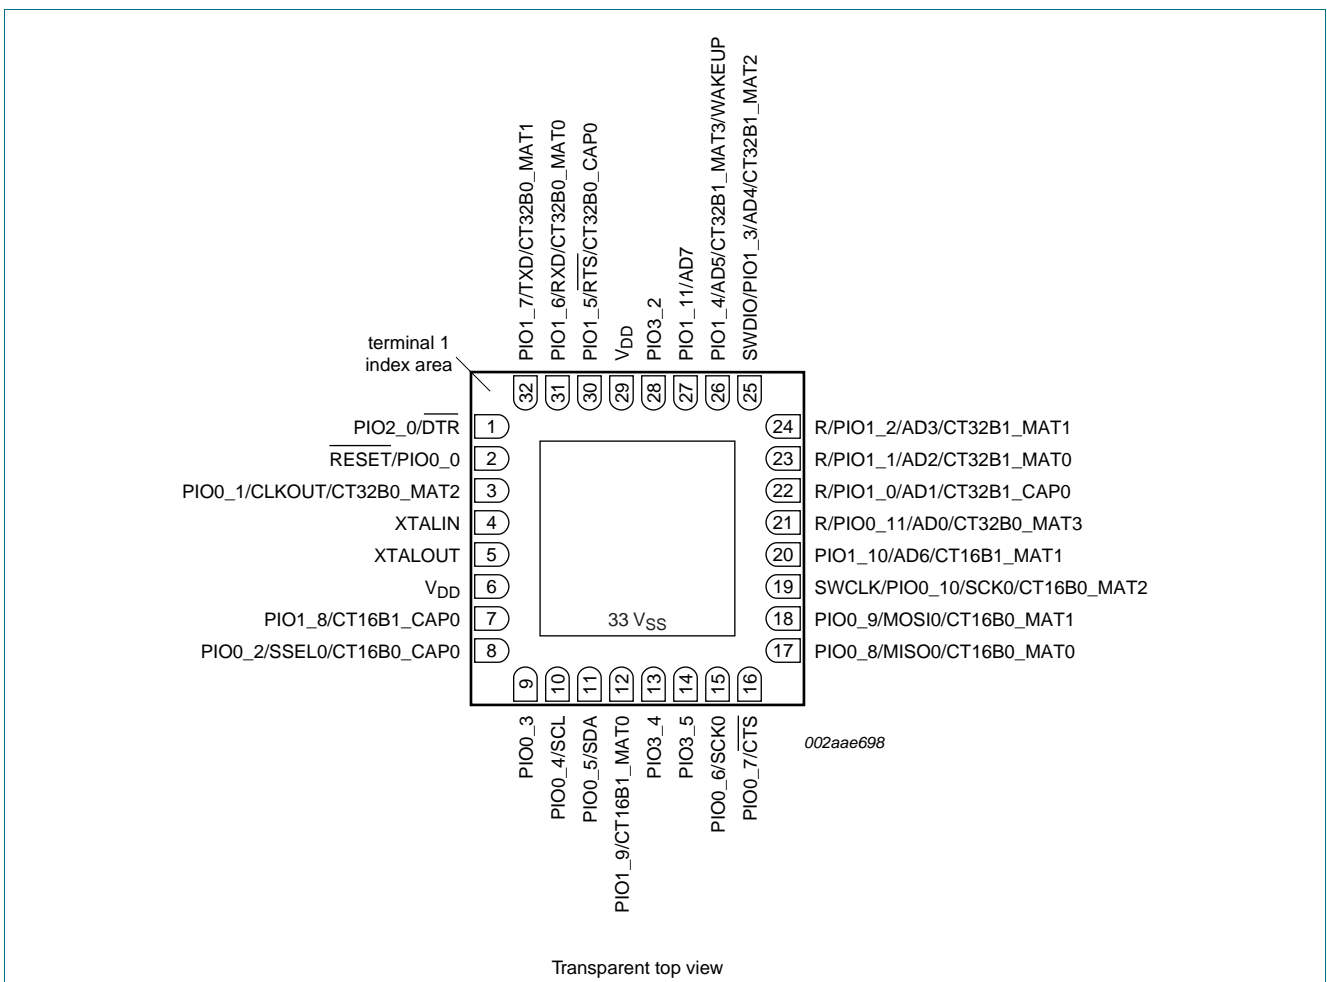 PIO1_7/TXD/CT32B0_MAT1
PIO1_6/RXD/CT32B0_MAT0
PIO1_5/RTS/CT32B0_CAP0
VDD
PIO3_2
PIO1_11/AD7
PIO1_4/AD5/CT32B1_MAT3/WAKEUP
SWDIO/PIO1_3/AD4/CT32B1_MAT2
terminal 1
index area
32 31 30 29 28 27 26 25
PIO2_0/DTR 1
RESET/PIO0_0 2
PIO0_1/CLKOUT/CT32B0_MAT2 3
XTALIN 4
XTALOUT 5
VDD 6
PIO1_8/CT16B1_CAP0 7
PIO0_2/SSEL0/CT16B0_CAP0 8
24 R/PIO1_2/AD3/CT32B1_MAT1
23 R/PIO1_1/AD2/CT32B1_MAT0
22 R/PIO1_0/AD1/CT32B1_CAP0
21 R/PIO0_11/AD0/CT32B0_MAT3
20 PIO1_10/AD6/CT16B1_MAT1
19 SWCLK/PIO0_10/SCK0/CT16B0_MAT2
18 PIO0_9/MOSI0/CT16B0_MAT1
17 PIO0_8/MISO0/CT16B0_MAT0
33 VSS
9 10 11 12 13 14 15 16
PIO0_3
PIO0_4/SCL
PIO0_5/SDA
PIO1_9/CT16B1_MAT0
PIO3_4
PIO3_5
PIO0_6/SCK0
PIO0_7/CTS
002aae698
Transparent top view